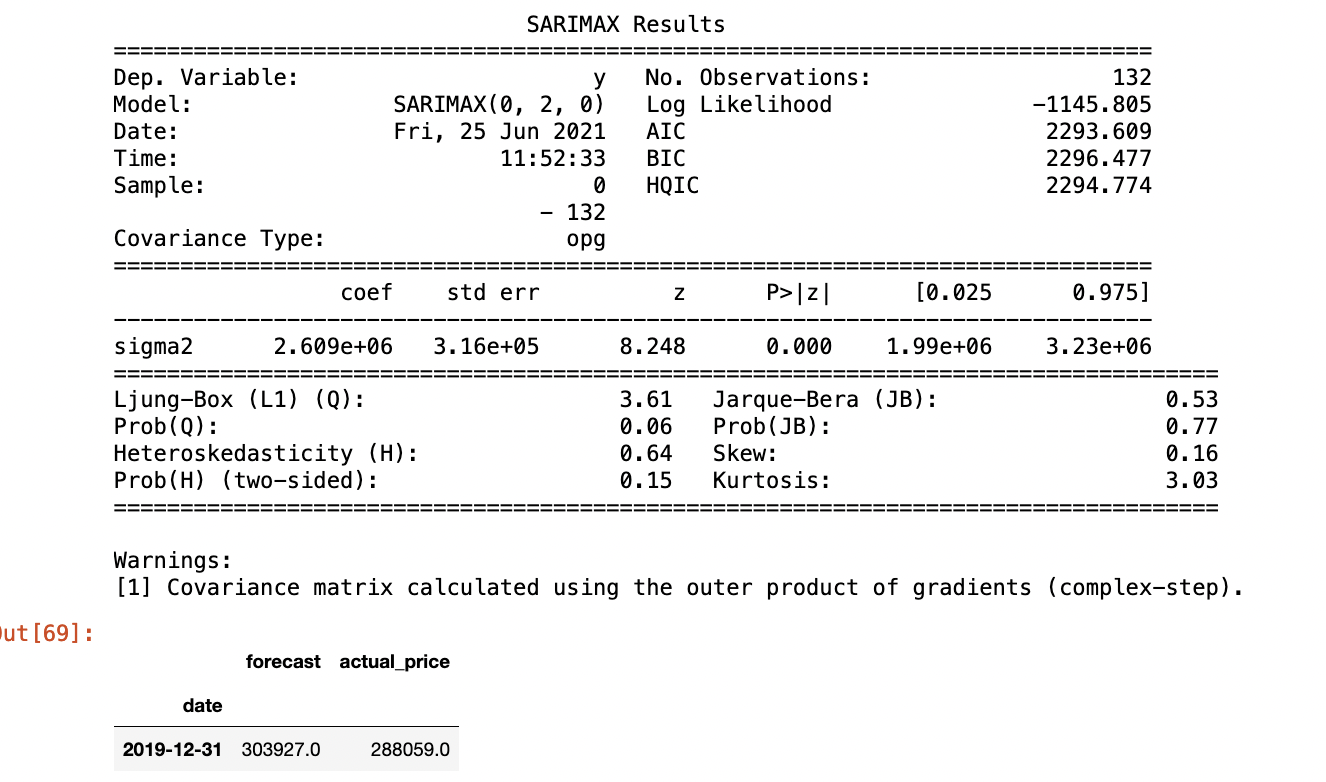 SARIMAX Results
==============================================================================
Dep. Variable:                      y   No. Observations:                  132
Model:               SARIMAX(0, 2, 0)   Log Likelihood               -1145.805
Date:                Fri, 25 Jun 2021   AIC                           2293.609
Time:                        11:52:33   BIC                           2296.477
Sample:                             0   HQIC                          2294.774
- 132
Covariance Type:                  opg
==============================================================================
coef    std err          z      P>|z|      [0.025      0.975]
------------------------------------------------------------------------------
sigma2      2.609e+06   3.16e+05      8.248      0.000    1.99e+06    3.23e+06
===================================================================================
Ljung-Box (L1) (Q):                   3.61   Jarque-Bera (JB):                 0.53
Prob(Q):                              0.06   Prob(JB):                         0.77
Heteroskedasticity (H):               0.64   Skew:                             0.16
Prob(H) (two-sided):                  0.15   Kurtosis:                         3.03
===================================================================================
Warnings:
[1] Covariance matrix calculated using the outer product of gradients (complex-step).
ut[69]:
forecast actual_price
date
2019-12-31 303927.0 288059.0